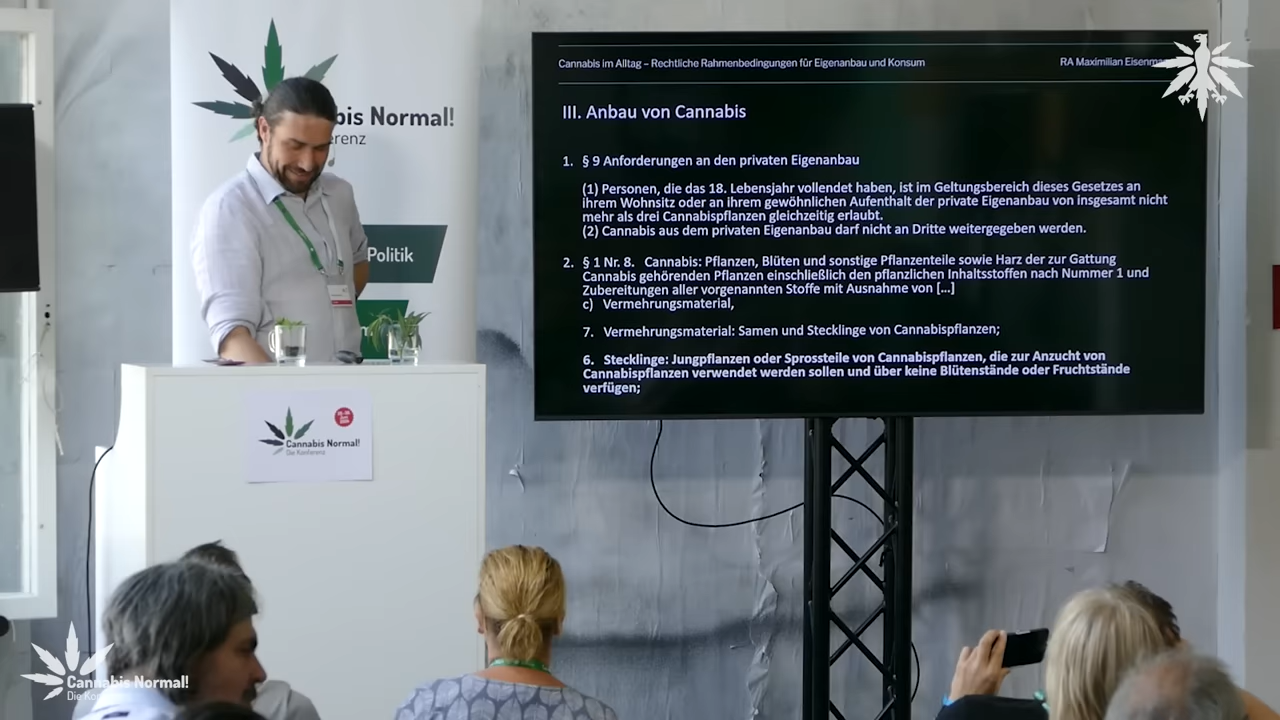 bis Normal!
erenz
Politik
Cannabis im Alltag – Rechtliche Rahmenbedingungen für Eigenanbau und Konsum
RA Maximilian
III. Anbau von Cannabis
1. § 9 Anforderungen an den privaten Eigenanbau
(1) Personen, die das 18. Lebensjahr vollendet haben, ist im Geltungsbereich dieses Gesetzes an
ihrem Wohnsitz oder an ihrem gewöhnlichen Aufenthalt der private Eigenanbau von insgesamt nicht
mehr als drei Cannabispflanzen gleichzeitig erlaubt.
(2) Cannabis aus dem privaten Eigenanbau darf nicht an Dritte weitergegeben werden.
2. § 1 Nr. 8. Cannabis: Pflanzen, Blüten und sonstige Pflanzenteile sowie Harz der zur Gattung
Cannabis gehörenden Pflanzen einschließlich den pflanzlichen Inhaltsstoffen nach Nummer 1 und
Zubereitungen aller vorgenannten Stoffe mit Ausnahme von [...]
c) Vermehrungsmaterial,
7. Vermehrungsmaterial: Samen und Stecklinge von Cannabispflanzen;
6. Stecklinge: Jungpflanzen oder Sprossteile von Cannabispflanzen, die zur Anzucht von
Cannabispflanzen verwendet werden sollen und über keine Blütenstände oder Fruchtstände
verfügen;
Cannabis Normal!
Die Konferenz
Cannabis Normal!
Die